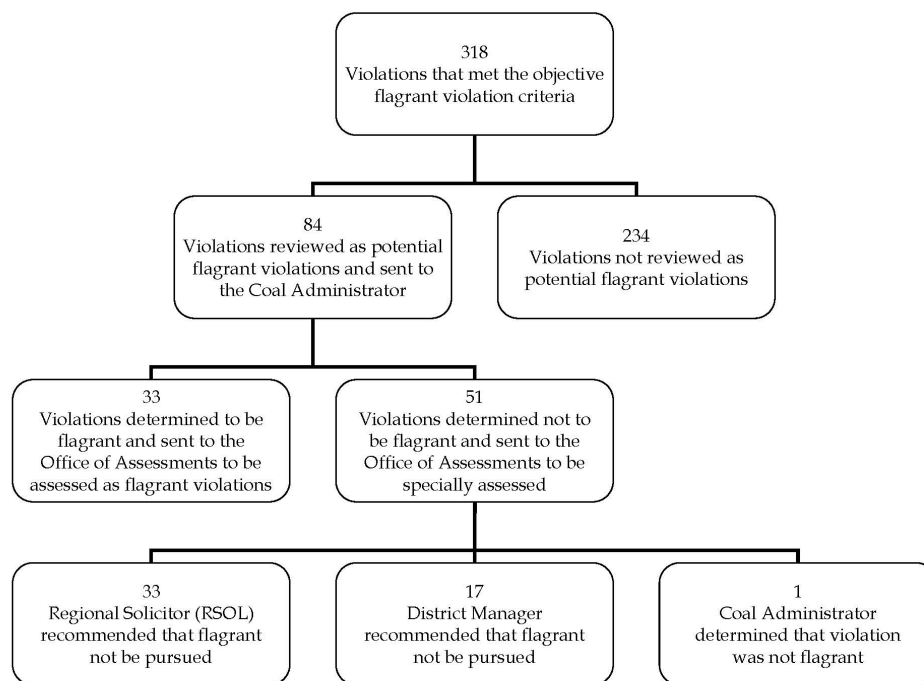 318
Violations that met the objective
flagrant violation criteria
84
Violations reviewed as potential
flagrant violations and sent to
the Coal Administrator
234
Violations not reviewed as
potential flagrant violations
33
Violations determined to be
flagrant and sent to the
Office of Assessments to be
assessed as flagrant violations
51
Violations determined not to
be flagrant and sent to the
Office of Assessments to be
specially assessed
33
Regional Solicitor (RSOL)
recommended that flagrant
not be pursued
17
District Manager
recommended that flagrant
not be pursued
1
Coal Administrator
determined that violation
was not flagrant